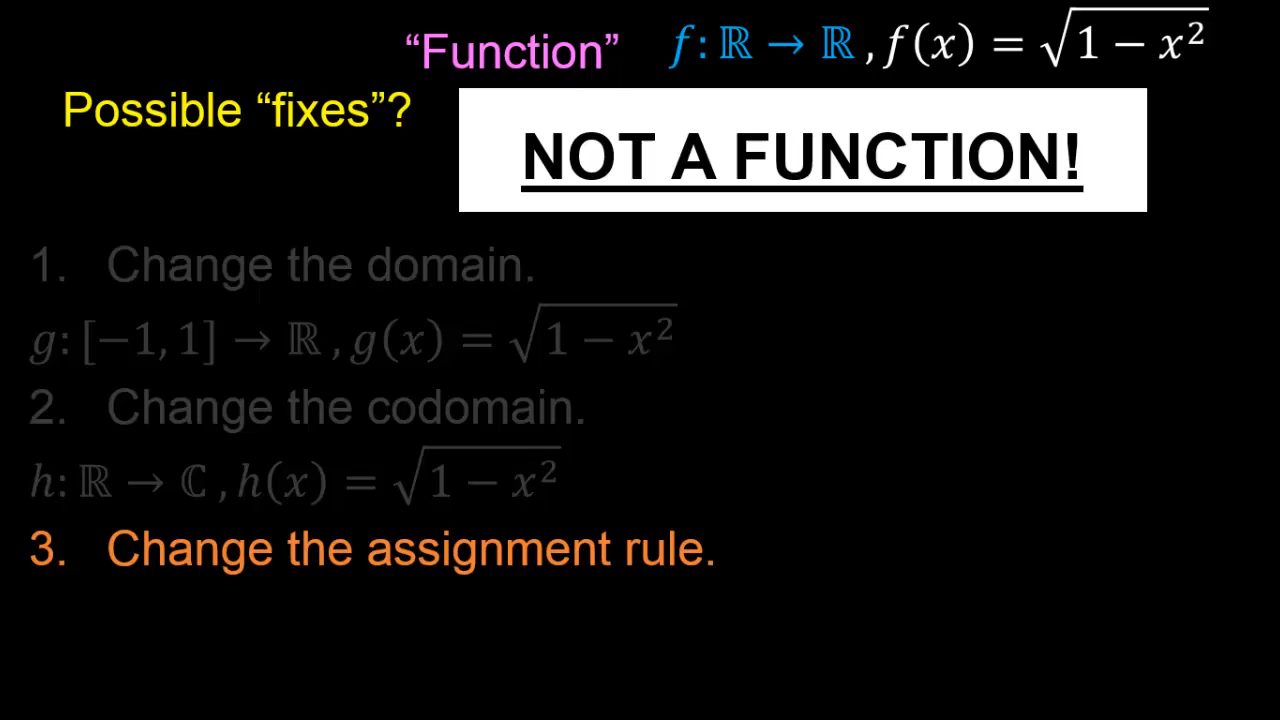 “Function” 𝑓: ℝ → ℝ , 𝑓(𝑥) = √(1 − 𝑥²)
Possible “fixes”?
NOT A FUNCTION!
1. Change the domain.
𝑔: [−1, 1] → ℝ , 𝑔(𝑥) = √(1 − 𝑥²)
2. Change the codomain.
ℎ: ℝ → ℂ , ℎ(𝑥) = √(1 − 𝑥²)
3. Change the assignment rule.